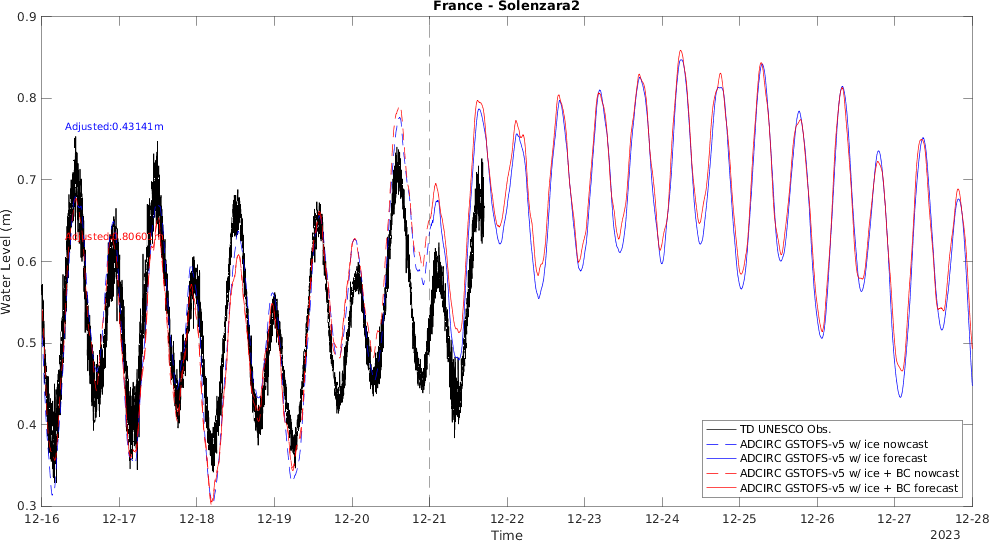 France - Solenzara2
0.9
0.8
0.7
0.6
0.5
0.4
0.3
Water Level (m)
Adjusted:0.43141m
TD UNESCO Obs.
ADCIRC GSTOFS-v5 w/ ice nowcast
ADCIRC GSTOFS-v5 w/ ice forecast
ADCIRC GSTOFS-v5 w/ ice + BC nowcast
ADCIRC GSTOFS-v5 w/ ice + BC forecast
12-16 12-17 12-18 12-19 12-20 12-21 12-22 12-23 12-24 12-25 12-26 12-27 12-28
Time
2023